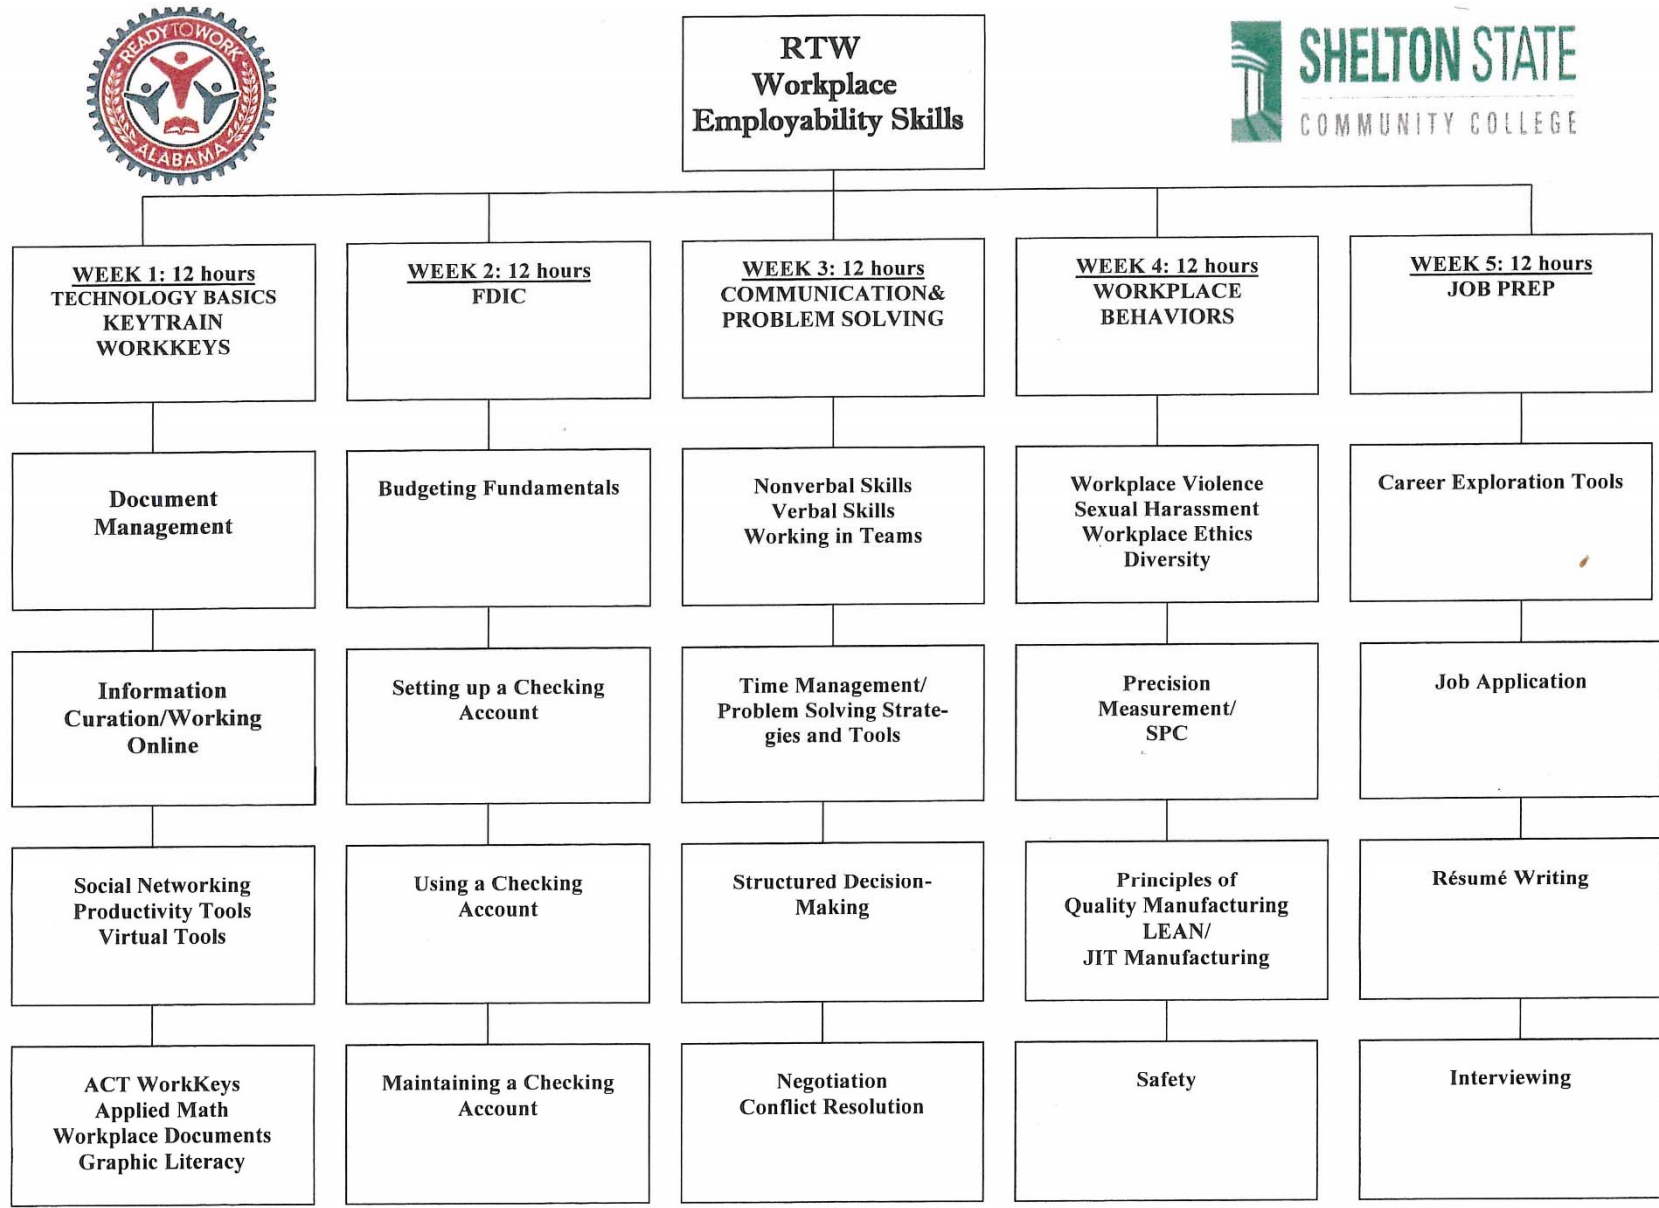 READY TO WORK
ALABAMA
RTW
Workplace
Employability Skills
SHELTON STATE
COMMUNITY COLLEGE
WEEK 1: 12 hours
TECHNOLOGY BASICS
KEYTRAIN
WORKKEYS
WEEK 2: 12 hours
FDIC
WEEK 3: 12 hours
COMMUNICATION&
PROBLEM SOLVING
WEEK 4: 12 hours
WORKPLACE
BEHAVIORS
WEEK 5: 12 hours
JOB PREP
Document
Management
Budgeting Fundamentals
Nonverbal Skills
Verbal Skills
Working in Teams
Workplace Violence
Sexual Harassment
Workplace Ethics
Diversity
Career Exploration Tools
Information
Curation/Working
Online
Setting up a Checking
Account
Time Management/
Problem Solving Strate-
gies and Tools
Precision
Measurement/
SPC
Job Application
Social Networking
Productivity Tools
Virtual Tools
Using a Checking
Account
Structured Decision-
Making
Principles of
Quality Manufacturing
LEAN/
JIT Manufacturing
Résumé Writing
ACT WorkKeys
Applied Math
Workplace Documents
Graphic Literacy
Maintaining a Checking
Account
Negotiation
Conflict Resolution
Safety
Interviewing